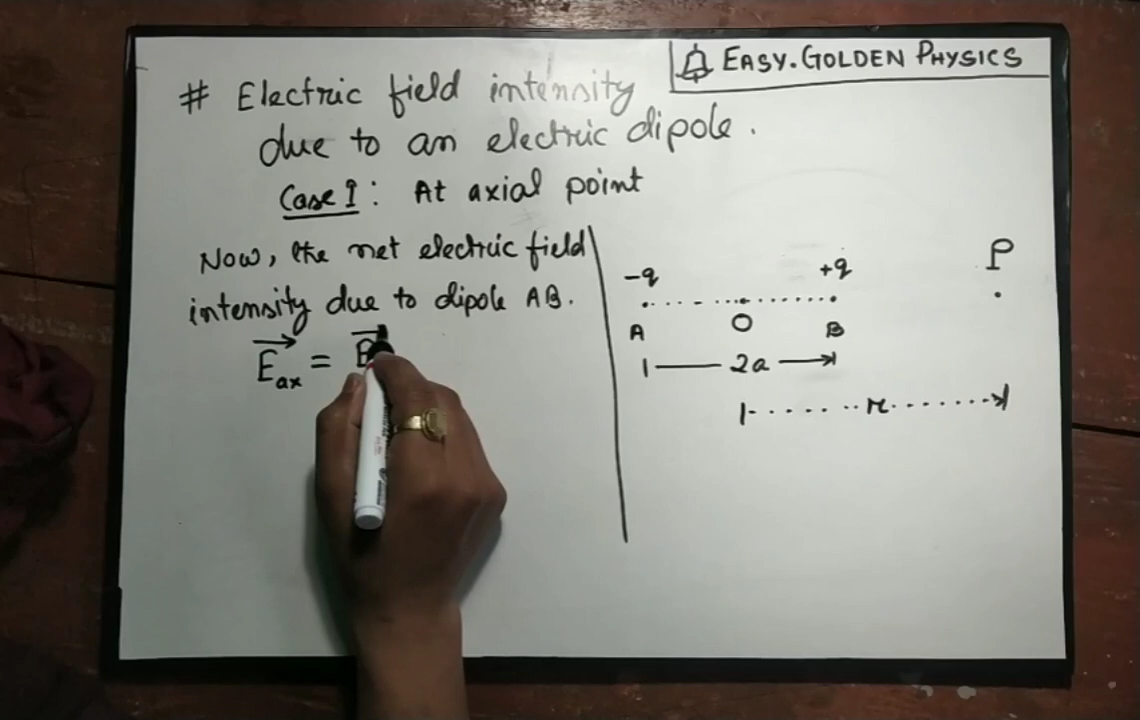 EASY.GOLDEN PHYSICS
# Electric field intensity
due to an electric dipole.
Case I : At axial point
Now, the net electric field
intensity due to dipole AB.
E⃗ax = E⃗
-q +q P
A O B
2a
r